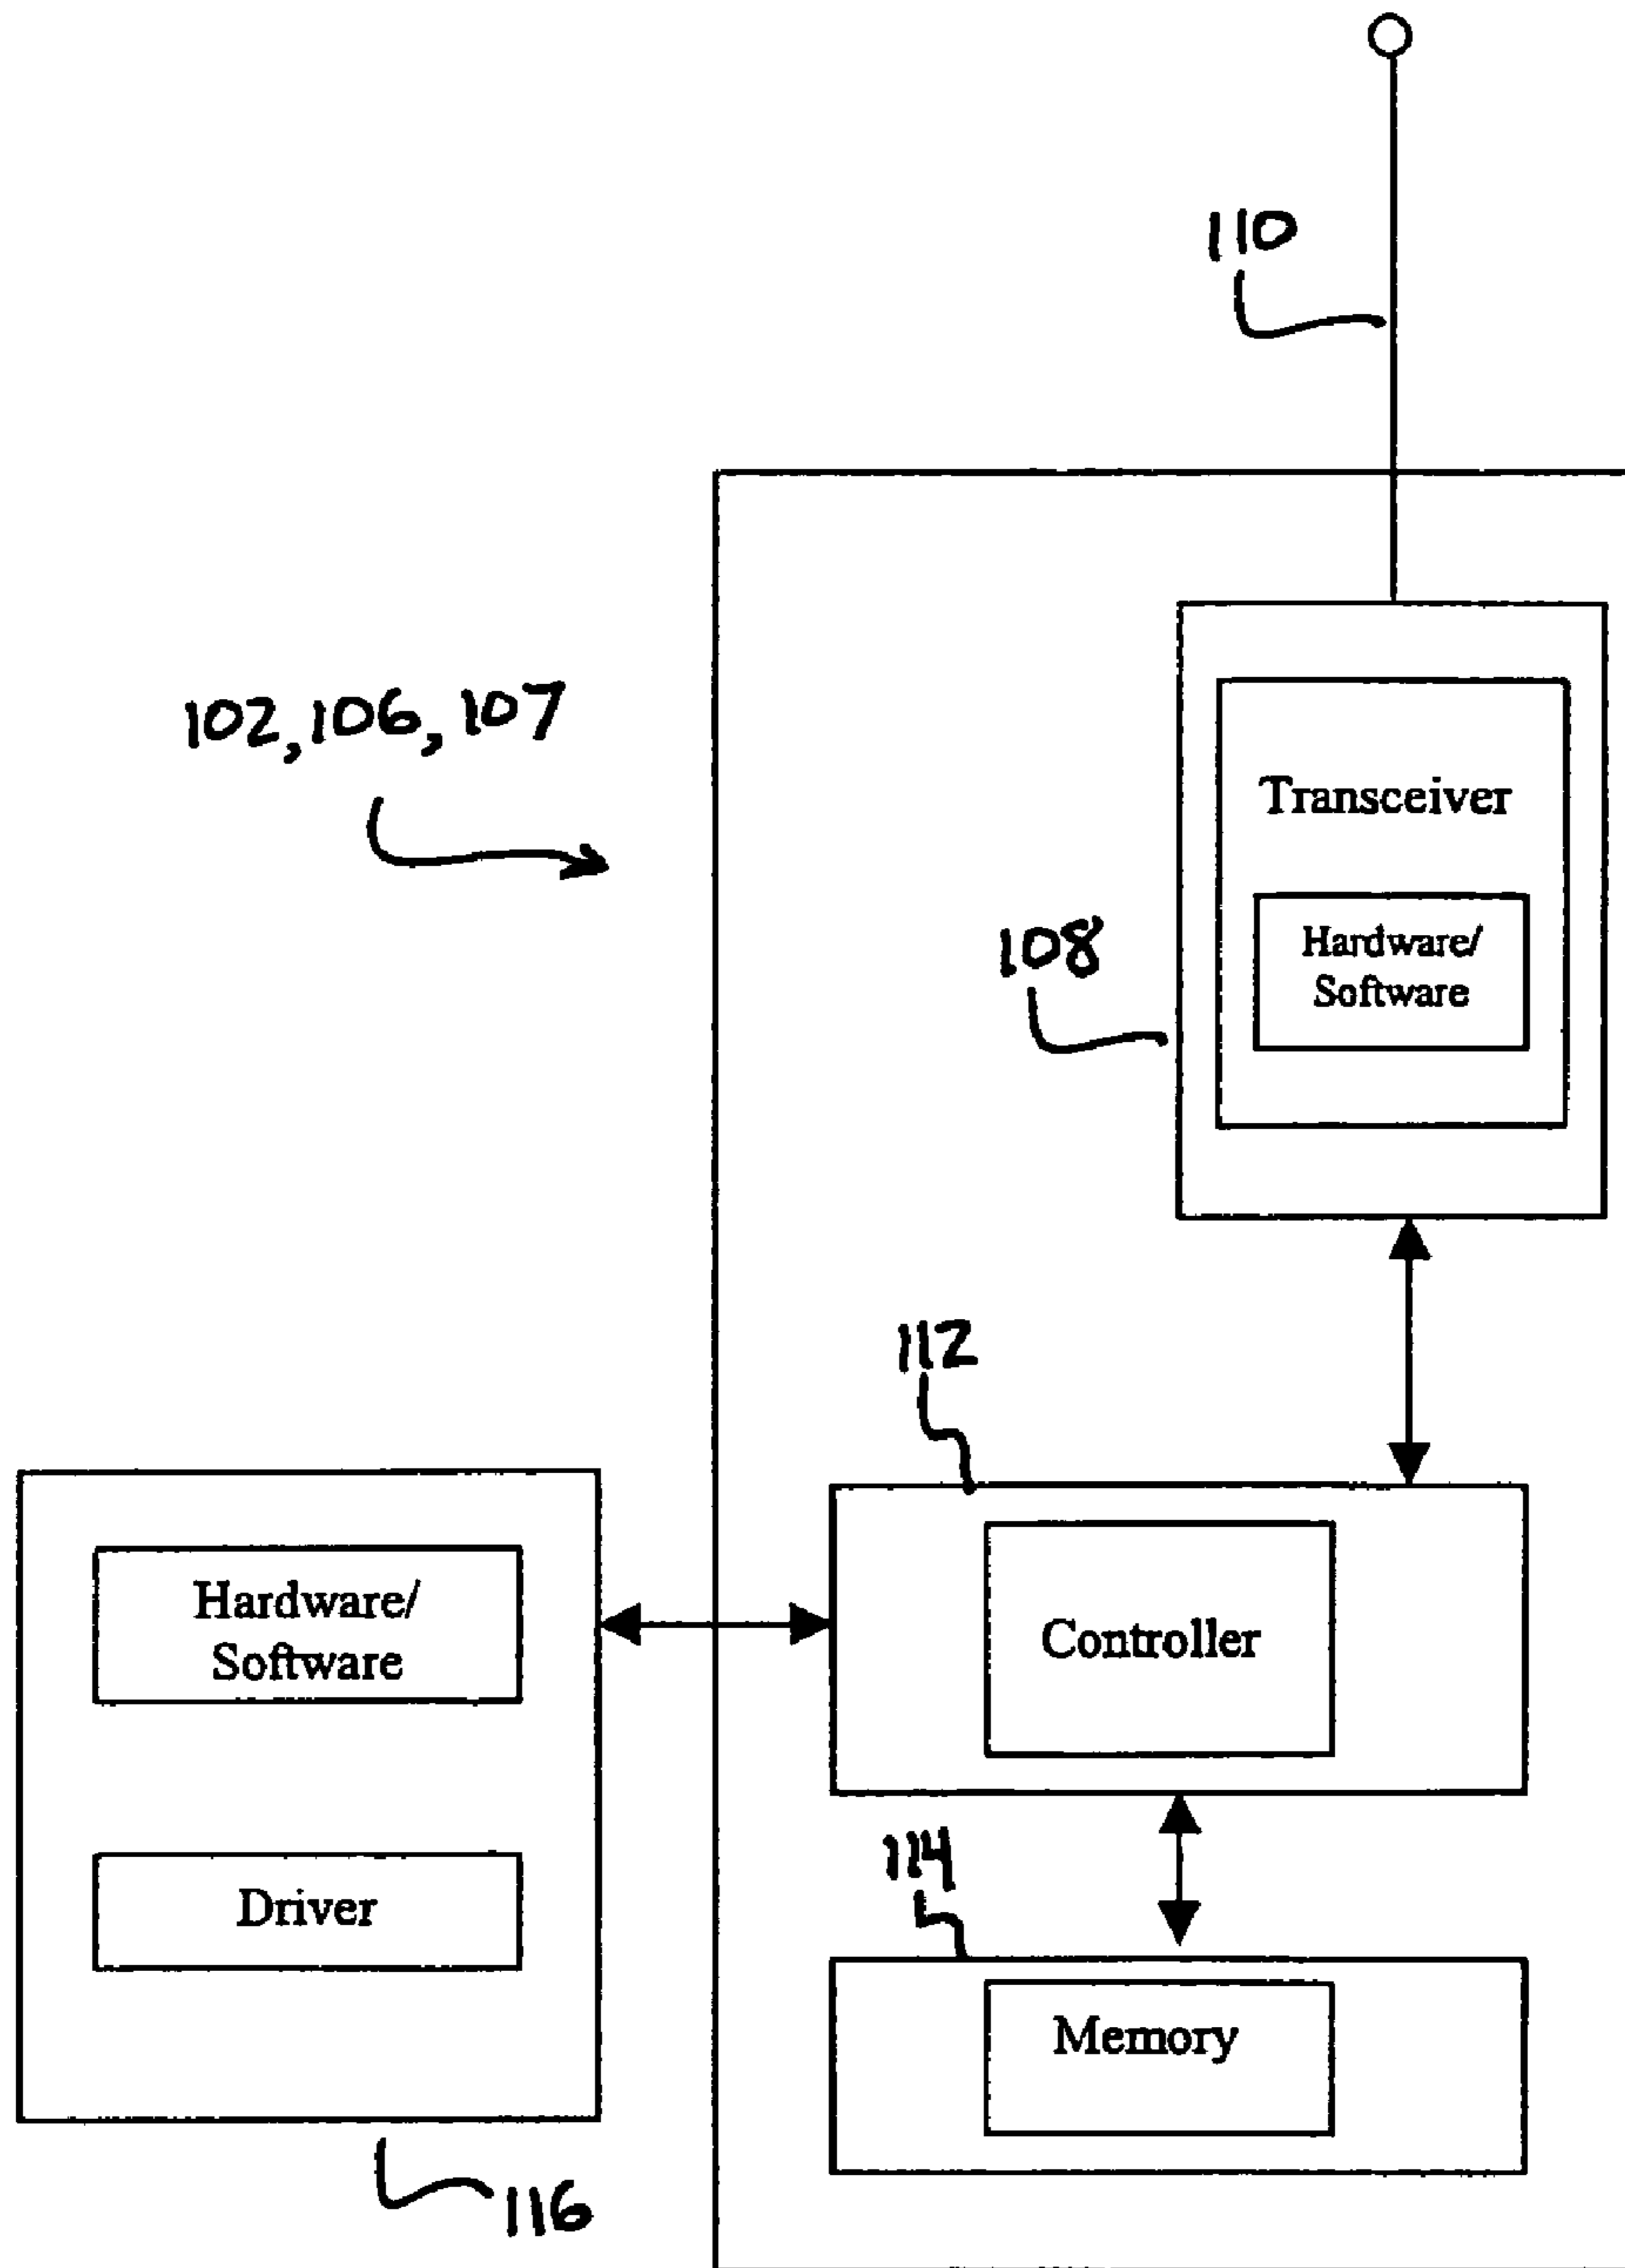 110
102,106,107
Transceiver
108
Hardware/
Software
112
Hardware/
Software
Controller
114
Driver
Memory
116